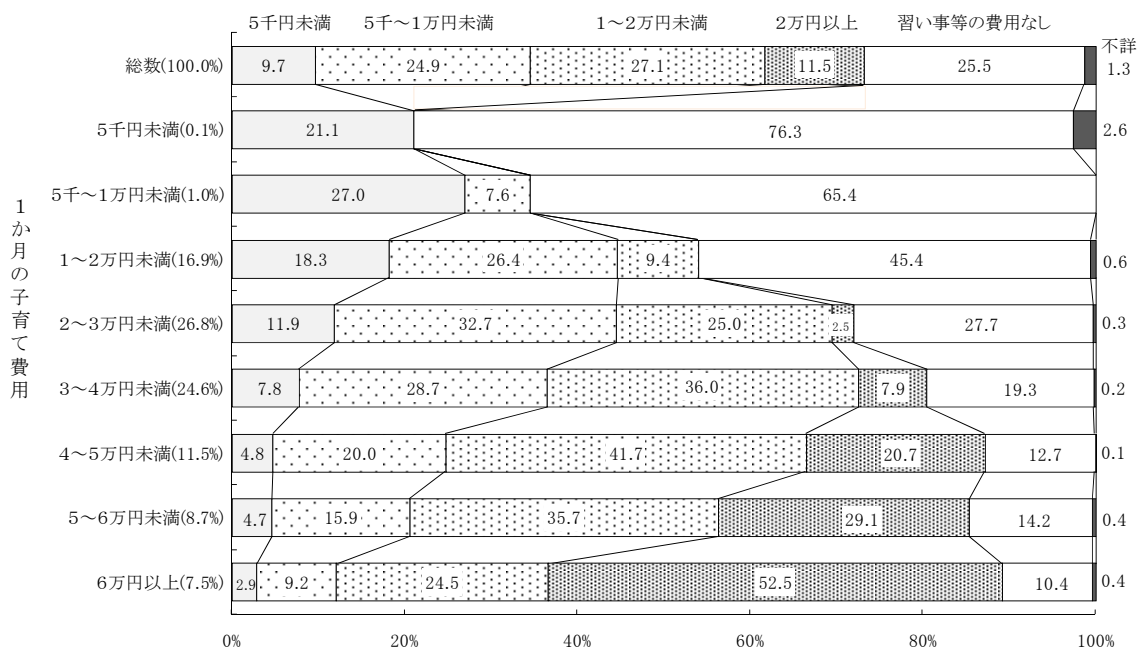 5千円未満 5千～1万円未満 1～2万円未満 2万円以上 習い事等の費用なし
不詳
総数(100.0%) 9.7 24.9 27.1 11.5 25.5 1.3
5千円未満(0.1%) 21.1 76.3 2.6
5千～1万円未満(1.0%) 27.0 7.6 65.4
1～2万円未満(16.9%) 18.3 26.4 9.4 45.4 0.6
2～3万円未満(26.8%) 11.9 32.7 25.0 2.5 27.7 0.3
3～4万円未満(24.6%) 7.8 28.7 36.0 7.9 19.3 0.2
4～5万円未満(11.5%) 4.8 20.0 41.7 20.7 12.7 0.1
5～6万円未満(8.7%) 4.7 15.9 35.7 29.1 14.2 0.4
6万円以上(7.5%) 2.9 9.2 24.5 52.5 10.4 0.4
1か月の子育て費用
0% 20% 40% 60% 80% 100%